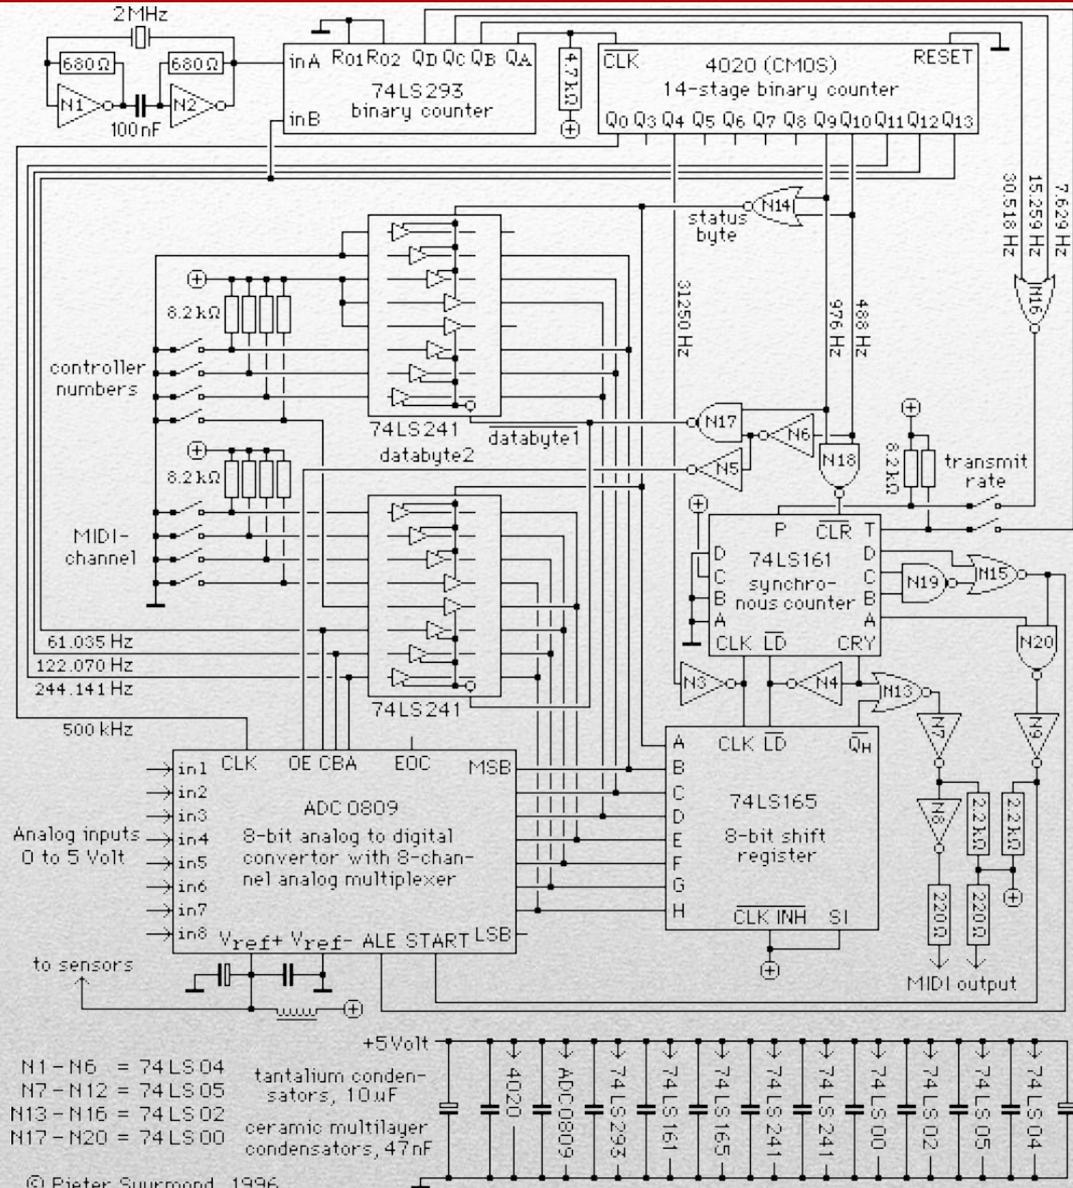 2MHz
680Ω
680Ω
N1
N2
100nF
inA
R01
R02
QD
QC
QB
QA
74LS293
binary counter
inB
4.7kΩ
CLK
4020 (CMOS)
RESET
14-stage binary counter
Q0 Q3 Q4 Q5 Q6 Q7 Q8 Q9 Q10 Q11 Q12 Q13
30.518 Hz
15.259 Hz
7.629 Hz
N14
status
byte
N16
31250 Hz
976 Hz
488 Hz
8.2kΩ
controller
numbers
74LS241
databyte1
databyte2
N17
N6
N5
N18
8.2kΩ
transmit
rate
8.2kΩ
MIDI-
channel
P
CLR
T
D
C
B
A
74LS161
synchro-
nous counter
D
C
B
A
CLK
LD
CRY
N19
N15
N20
61.035 Hz
122.070 Hz
244.141 Hz
500 kHz
74LS241
N3
N4
N13
N7
N9
in1
in2
in3
in4
in5
in6
in7
in8
CLK
OE
CBA
EOC
MSB
ADC 0809
8-bit analog to digital
convertor with 8-chan-
nel analog multiplexer
Vref+
Vref-
ALE
START
LSB
Analog inputs
0 to 5 Volt
to sensors
A
B
C
D
E
F
G
H
CLK
LD
QH
74LS165
8-bit shift
register
CLK INH
SI
N8
2.2kΩ
2.2kΩ
220Ω
220Ω
MIDI output
+5Volt
N1-N6 = 74LS04
N7-N12 = 74LS05
N13-N16 = 74LS02
N17-N20 = 74LS00
tantalium conden-
sators, 10uF
ceramic multilayer
condensators, 47nF
4020
ADC0809
74LS293
74LS161
74LS165
74LS241
74LS241
74LS00
74LS02
74LS05
74LS04
© Pieter Suurmond, 1996